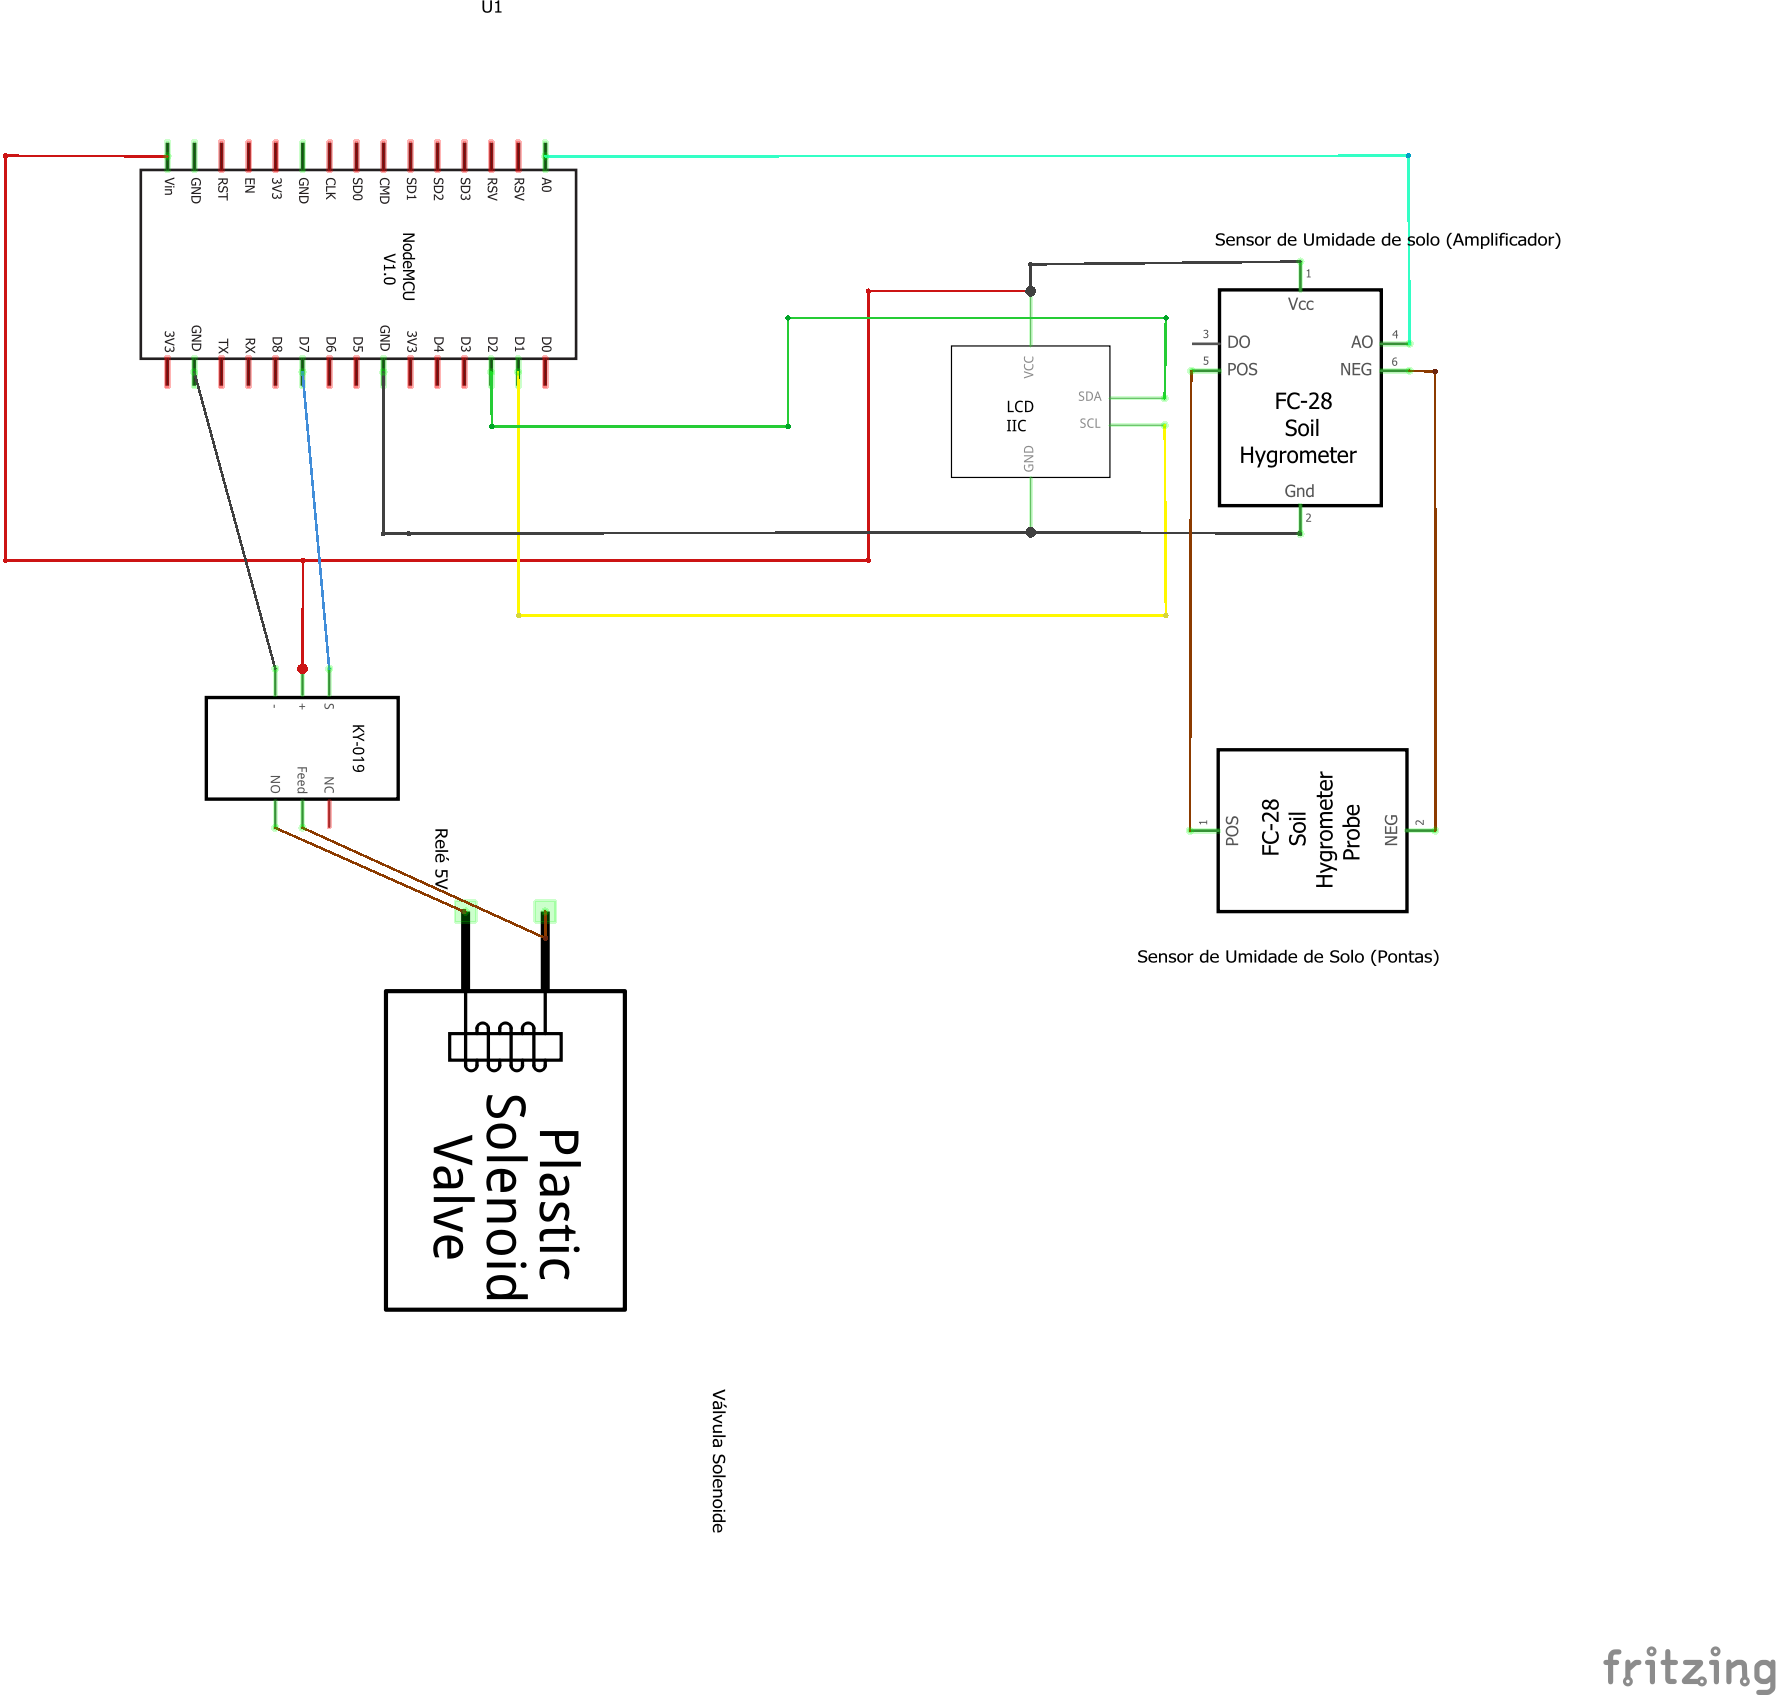 U1
Vin
GND
RST
EN
3V3
GND
CLK
SD0
CMD
SD1
SD2
SD3
RSV
RSV
A0
NodeMCU
V1.0
3V3
GND
TX
RX
D8
D7
D6
D5
GND
3V3
D4
D3
D2
D1
D0
Sensor de Umidade de solo (Amplificador)
1
Vcc
3
DO
AO
4
5
POS
NEG
6
FC-28
Soil
Hygrometer
Gnd
2
VCC
SDA
LCD
IIC
SCL
GND
-
+
S
KY-019
NO
Feed
NC
Relé 5V
1
POS
FC-28
Soil
Hygrometer
Probe
NEG
2
Sensor de Umidade de Solo (Pontas)
Plastic
Solenoid
Valve
Válvula Solenoide
fritzing